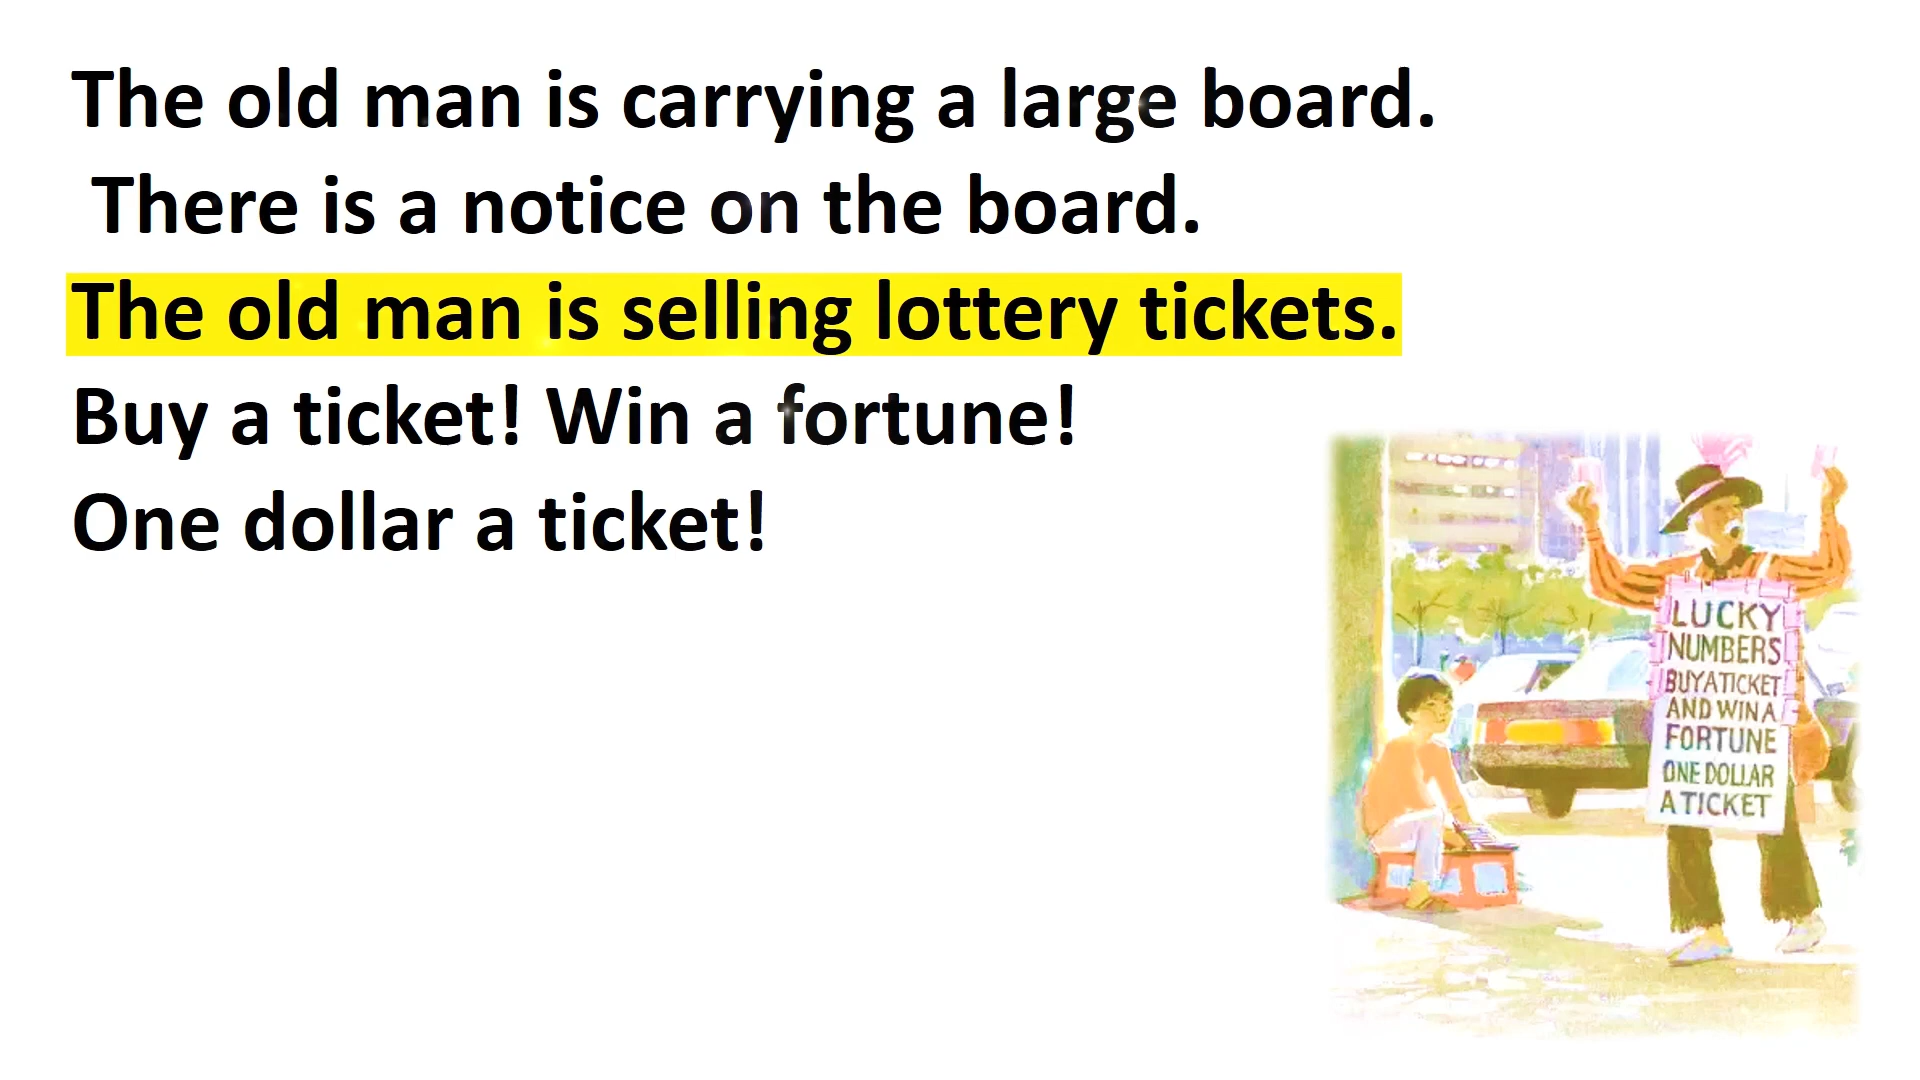 The old man is carrying a large board.
There is a notice on the board.
The old man is selling lottery tickets.
Buy a ticket! Win a fortune!
One dollar a ticket!
LUCKY
NUMBERS
BUY A TICKET
AND WIN A
FORTUNE
ONE DOLLAR
A TICKET